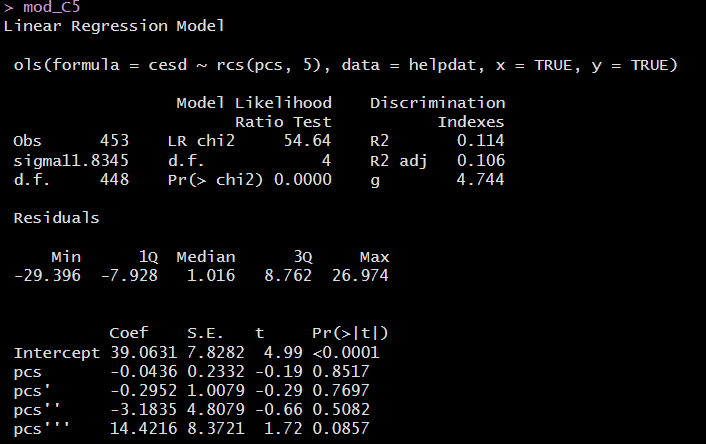 > mod_C5
Linear Regression Model
ols(formula = cesd ~ rcs(pcs, 5), data = helpdat, x = TRUE, y = TRUE)
Model Likelihood Discrimination
Ratio Test Indexes
Obs 453 LR chi2 54.64 R2 0.114
sigma11.8345 d.f. 4 R2 adj 0.106
d.f. 448 Pr(> chi2) 0.0000 g 4.744
Residuals
Min 1Q Median 3Q Max
-29.396 -7.928 1.016 8.762 26.974
Coef S.E. t Pr(>|t|)
Intercept 39.0631 7.8282 4.99 <0.0001
pcs -0.0436 0.2332 -0.19 0.8517
pcs' -0.2952 1.0079 -0.29 0.7697
pcs'' -3.1835 4.8079 -0.66 0.5082
pcs''' 14.4216 8.3721 1.72 0.0857